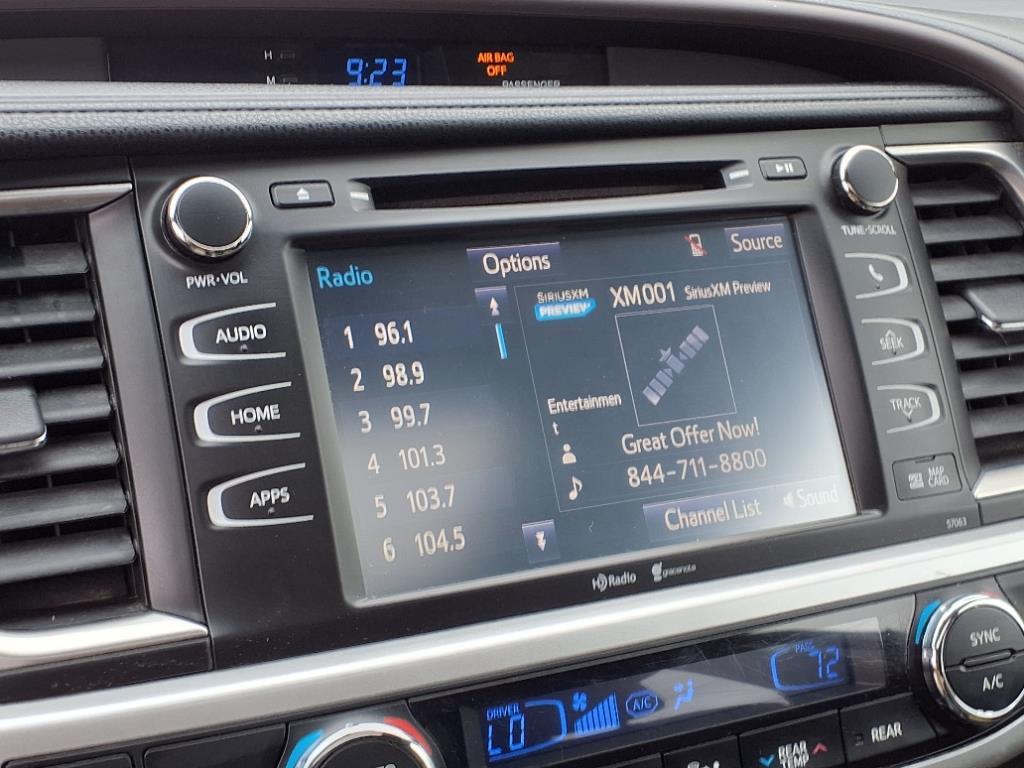 H
M
9:23
AIR BAG
OFF
PASSENGER
PWR•VOL
TUNE•SCROLL
AUDIO
HOME
APPS
SEEK
TRACK
MAP
CARD
57063
Radio
Options
Source
1 96.1
2 98.9
3 99.7
4 101.3
5 103.7
6 104.5
SIRIUSXM
PREVIEW
XM001 SiriusXM Preview
Entertainmen
t
Great Offer Now!
844-711-8800
Channel List
Sound
HD Radio
gracenote
DRIVER
LO
A/C
PASS
72
SYNC
A/C
REAR
TEMP
REAR